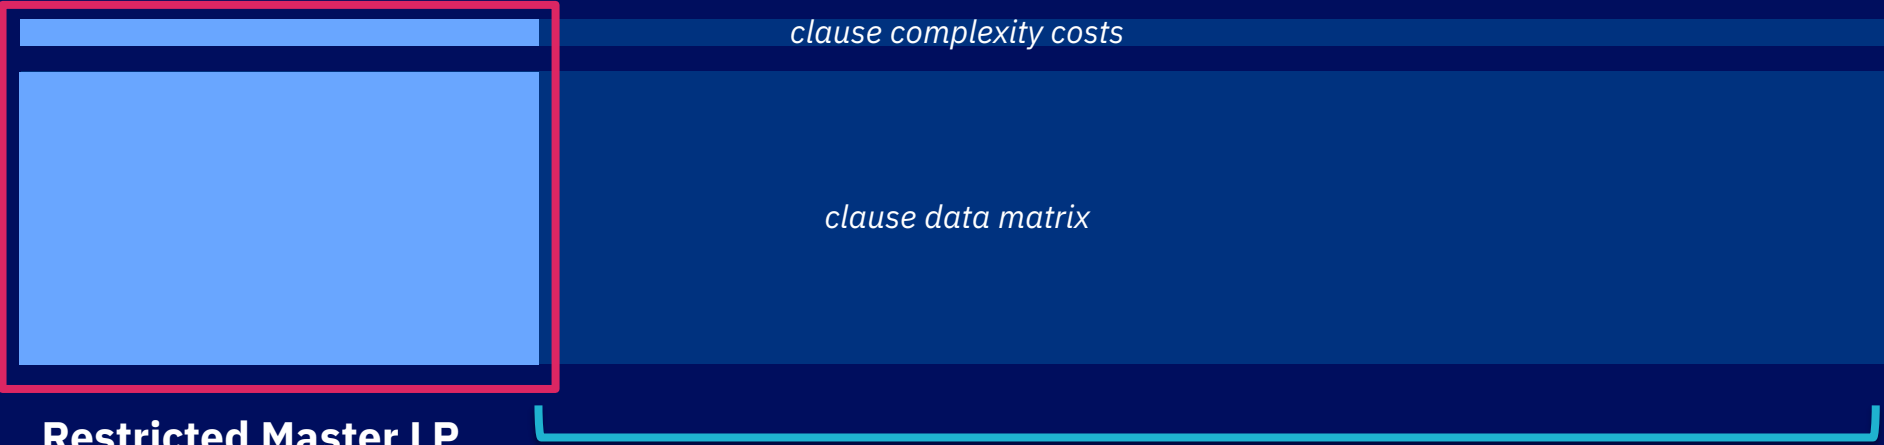 clause complexity costs
clause data matrix
Restricted Master LP